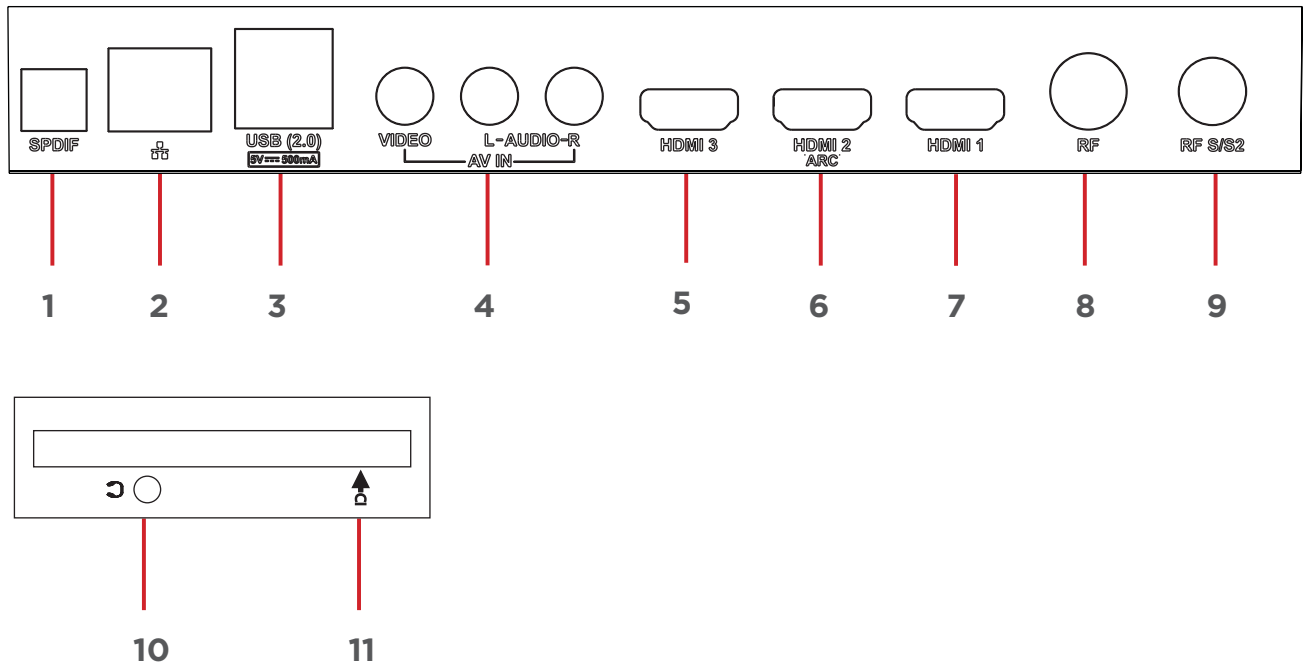 SPDIF
USB (2.0)
5V⎓500mA
VIDEO
L-AUDIO-R
AV IN
HDMI 3
HDMI 2
ARC
HDMI 1
RF
RF S/S2
1 2 3 4 5 6 7 8 9
CI
10 11